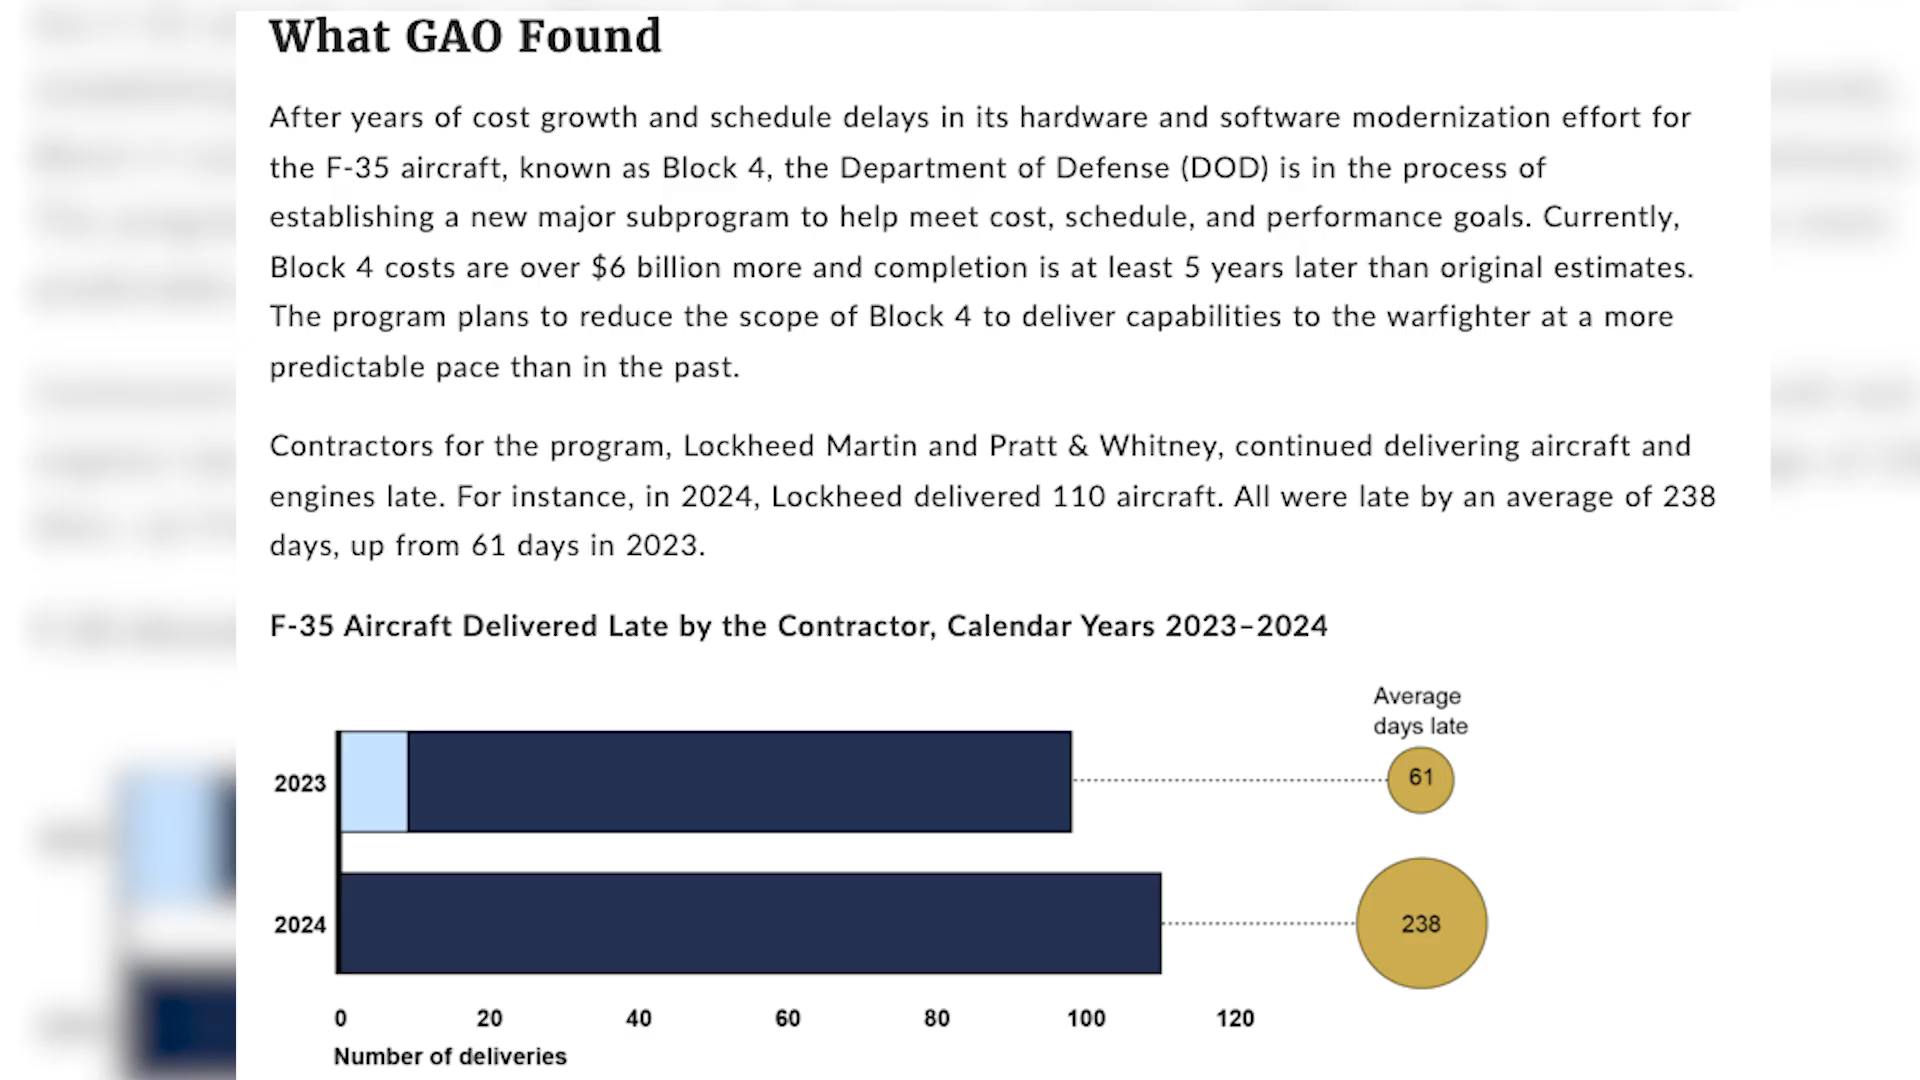 What GAO Found
After years of cost growth and schedule delays in its hardware and software modernization effort for
the F-35 aircraft, known as Block 4, the Department of Defense (DOD) is in the process of
establishing a new major subprogram to help meet cost, schedule, and performance goals. Currently,
Block 4 costs are over $6 billion more and completion is at least 5 years later than original estimates.
The program plans to reduce the scope of Block 4 to deliver capabilities to the warfighter at a more
predictable pace than in the past.
Contractors for the program, Lockheed Martin and Pratt & Whitney, continued delivering aircraft and
engines late. For instance, in 2024, Lockheed delivered 110 aircraft. All were late by an average of 238
days, up from 61 days in 2023.
F-35 Aircraft Delivered Late by the Contractor, Calendar Years 2023–2024
Average
days late
2023
61
2024
238
0 20 40 60 80 100 120
Number of deliveries